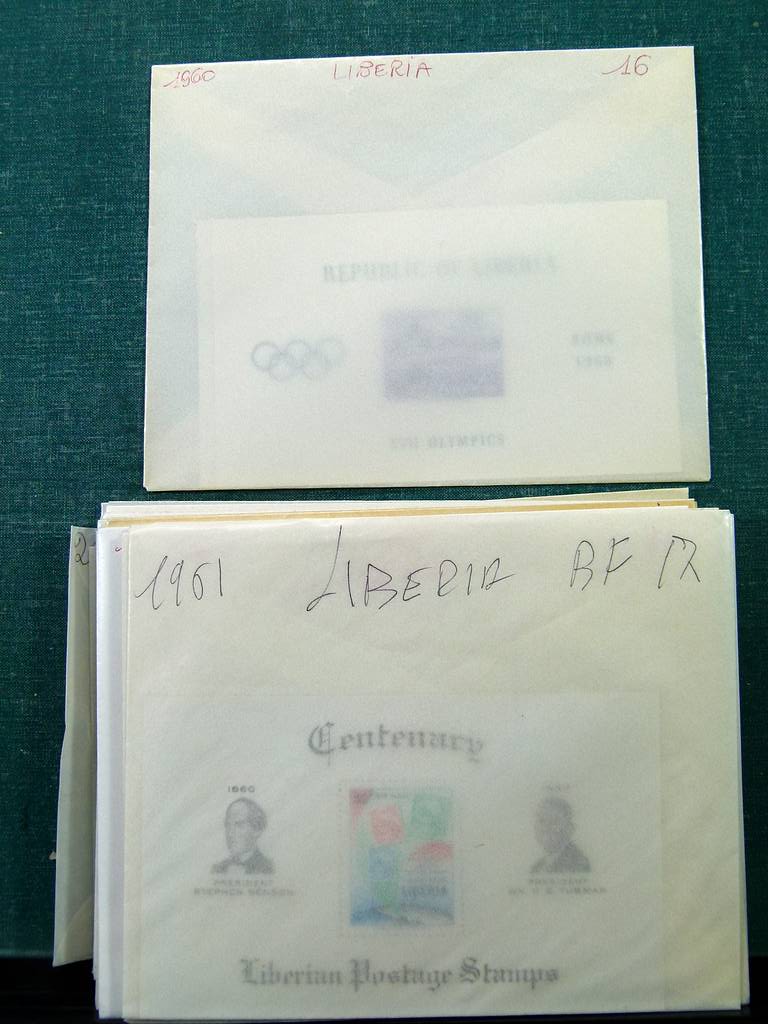 1960 LIBERIA 16
REPUBLIC OF LIBERIA
ROME
1960
XVII OLYMPICS
2
1961 LIBERIA BF 17
Centenary
1860
PRESIDENT
STEPHEN BENSON
PRESIDENT
WM. V. S. TUBMAN
LIBERIA
Liberian Postage Stamps